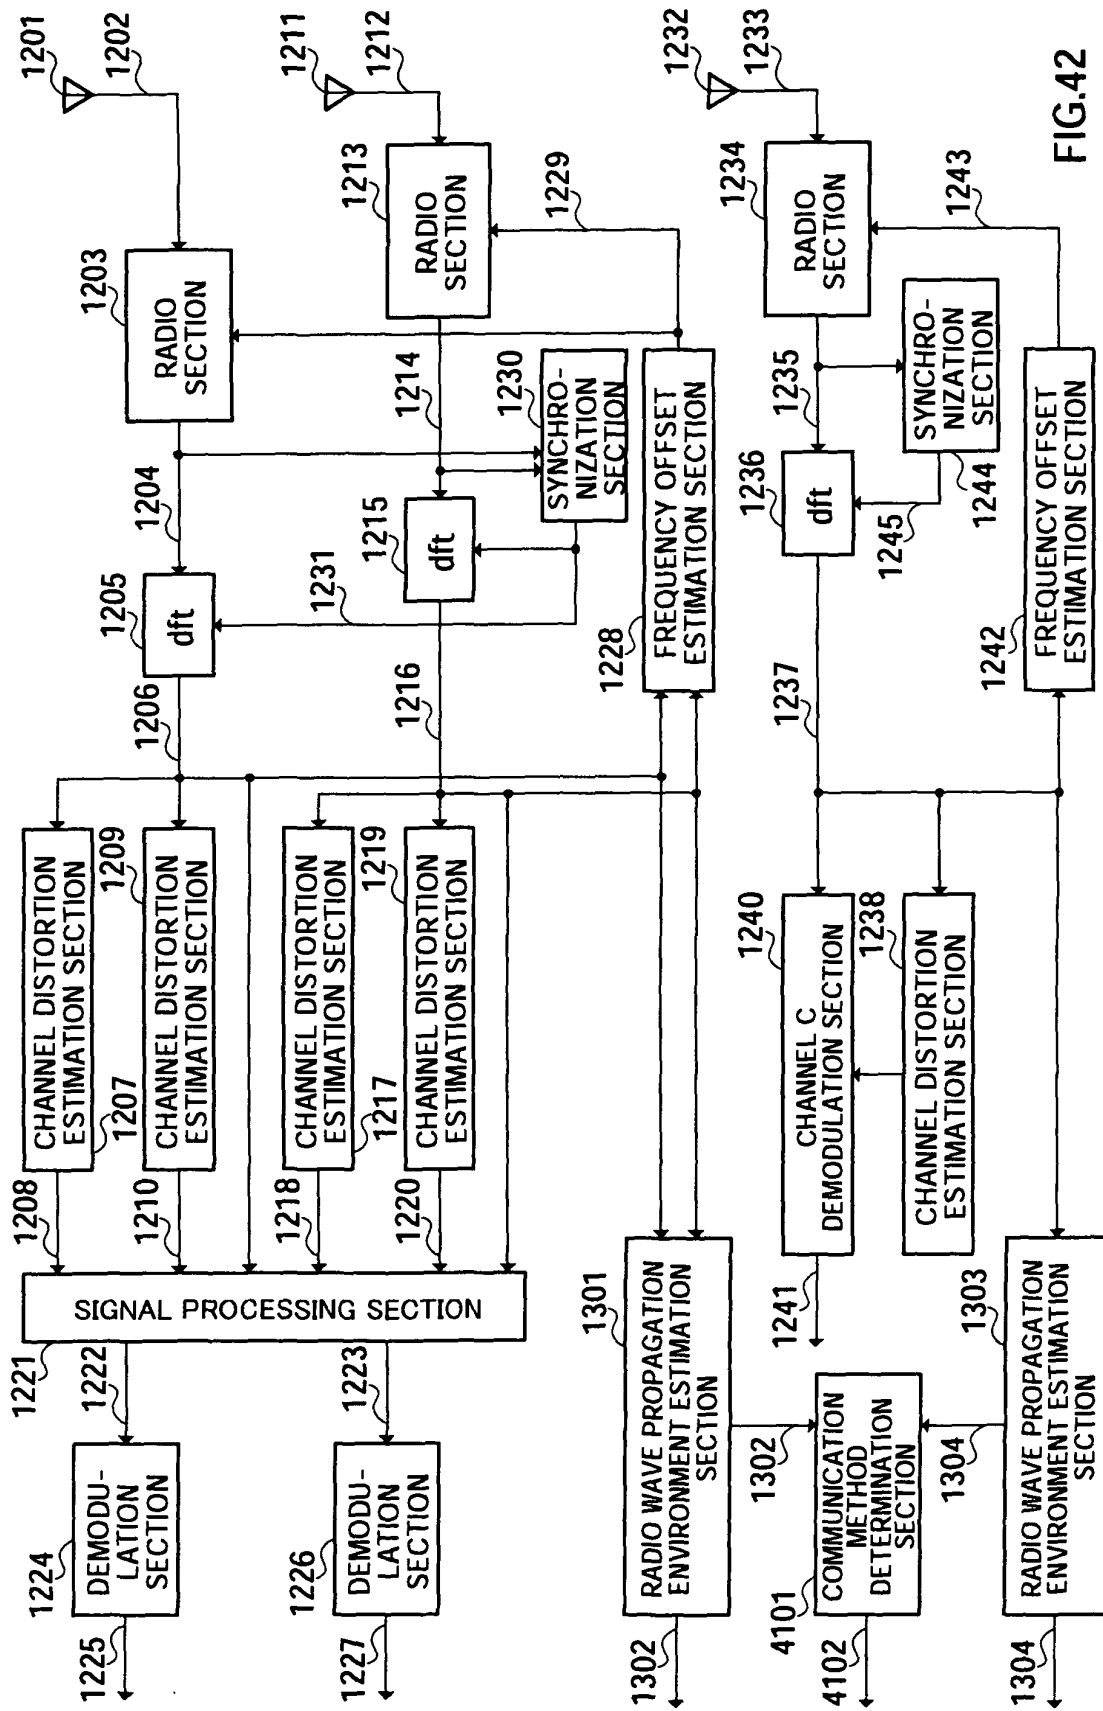 1201
1202
1203
RADIO
SECTION
1204
1205
dft
1206
CHANNEL DISTORTION
ESTIMATION SECTION
1207
1208
1209
CHANNEL DISTORTION
ESTIMATION SECTION
1210
1211
1212
1213
RADIO
SECTION
1214
1215
dft
1216
CHANNEL DISTORTION
ESTIMATION SECTION
1217
1218
1219
CHANNEL DISTORTION
ESTIMATION SECTION
1220
SIGNAL PROCESSING SECTION
1221
1222
1223
1224
DEMODU-
LATION
SECTION
1225
1226
DEMODU-
LATION
SECTION
1227
1228
FREQUENCY OFFSET
ESTIMATION SECTION
1229
1230
SYNCHRO-
NIZATION
SECTION
1231
1232
1233
1234
RADIO
SECTION
1235
1236
dft
1237
1238
CHANNEL DISTORTION
ESTIMATION SECTION
1240
CHANNEL C
DEMODULATION SECTION
1241
1242
FREQUENCY OFFSET
ESTIMATION SECTION
1243
SYNCHRO-
NIZATION
SECTION
1244
1245
1301
RADIO WAVE PROPAGATION
ENVIRONMENT ESTIMATION
SECTION
1302
1302
1303
RADIO WAVE PROPAGATION
ENVIRONMENT ESTIMATION
SECTION
1304
1304
4101
COMMUNICATION
METHOD
DETERMINATION
SECTION
4102
FIG.42